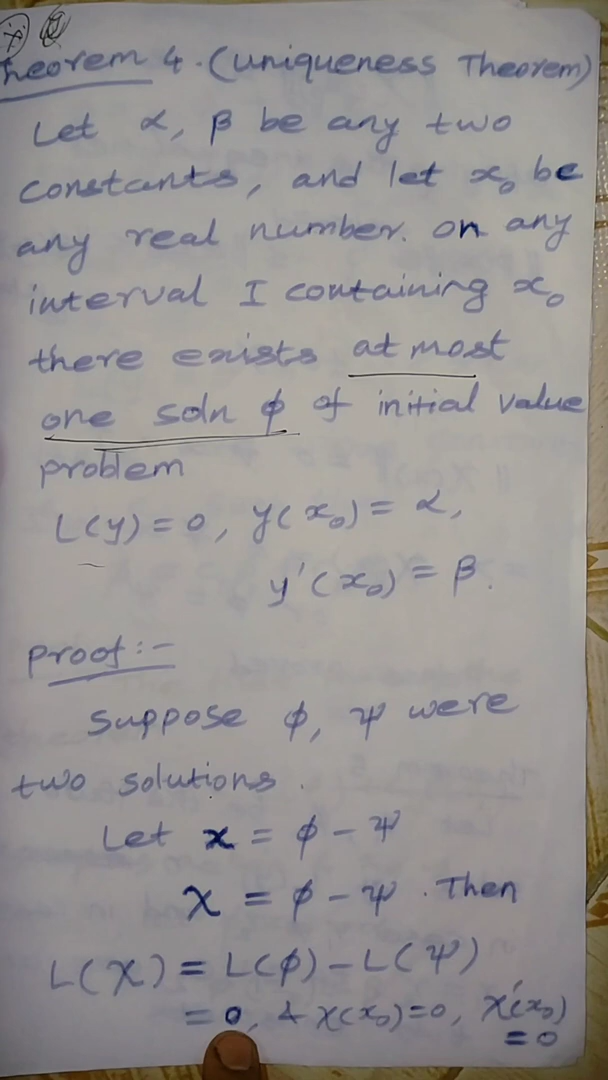 heorem 4. (Uniqueness Theorem)
Let α, β be any two
constants, and let x₀ be
any real number. on any
interval I containing x₀
there exists at most
one soln ϕ of initial value
problem
L(y) = 0, y(x₀) = α,
y'(x₀) = β.
Proof :-
Suppose ϕ, ψ were
two solutions.
Let x = ϕ - ψ
χ = ϕ - ψ. Then
L(χ) = L(ϕ) - L(ψ)
= 0, & χ(x₀) = 0, χ'(x₀)
= 0